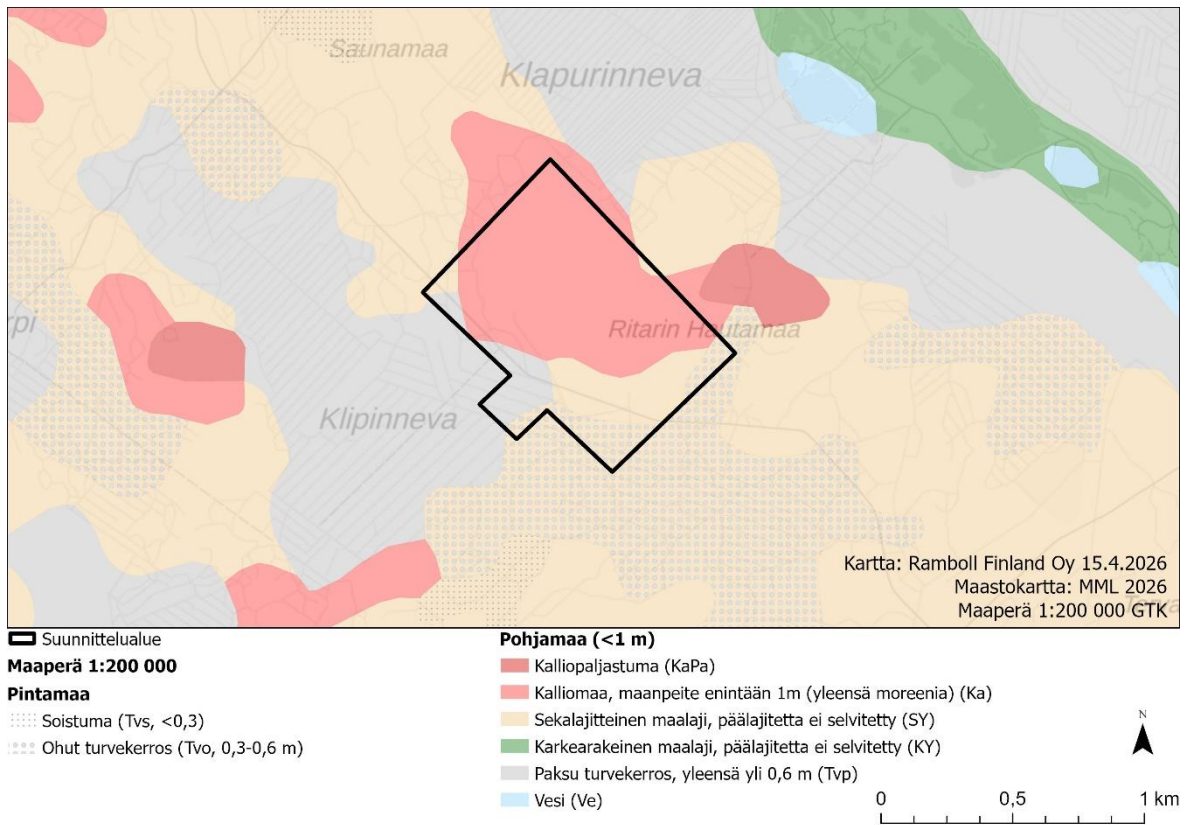 Saunamaa
Klapurinneva
rpi
Ritarin Hautamaa
Klipinneva
Kartta: Ramboll Finland Oy 15.4.2026
Maastokartta: MML 2026
Maaperä 1:200 000 GTK
Suunnittelualue
Maaperä 1:200 000
Pintamaa
Soistuma (Tvs, <0,3)
Ohut turvekerros (Tvo, 0,3-0,6 m)
Pohjamaa (<1 m)
Kalliopaljastuma (KaPa)
Kalliomaa, maanpeite enintään 1m (yleensä moreenia) (Ka)
Sekalajitteinen maalaji, päälajitetta ei selvitetty (SY)
Karkearakeinen maalaji, päälajitetta ei selvitetty (KY)
Paksu turvekerros, yleensä yli 0,6 m (Tvp)
Vesi (Ve)
N
0 0,5 1 km